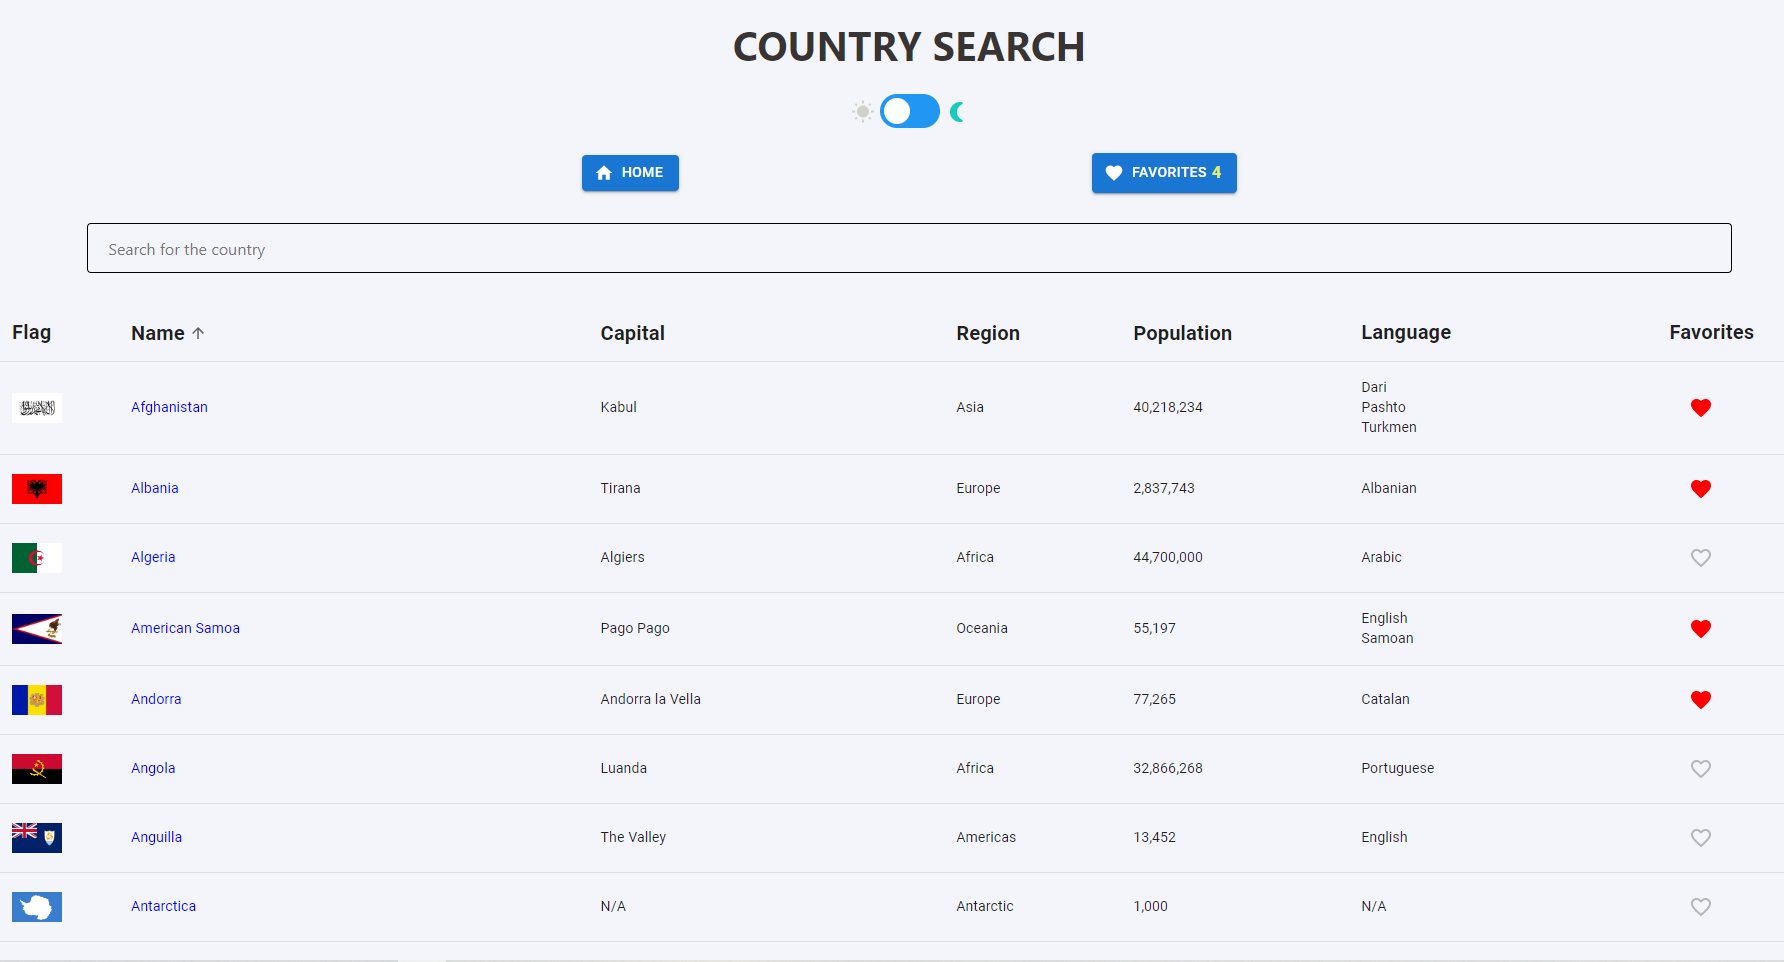 COUNTRY SEARCH
HOME
FAVORITES 4
Search for the country
Flag Name Capital Region Population Language Favorites
Afghanistan Kabul Asia 40,218,234 Dari
Pashto
Turkmen
Albania Tirana Europe 2,837,743 Albanian
Algeria Algiers Africa 44,700,000 Arabic
American Samoa Pago Pago Oceania 55,197 English
Samoan
Andorra Andorra la Vella Europe 77,265 Catalan
Angola Luanda Africa 32,866,268 Portuguese
Anguilla The Valley Americas 13,452 English
Antarctica N/A Antarctic 1,000 N/A